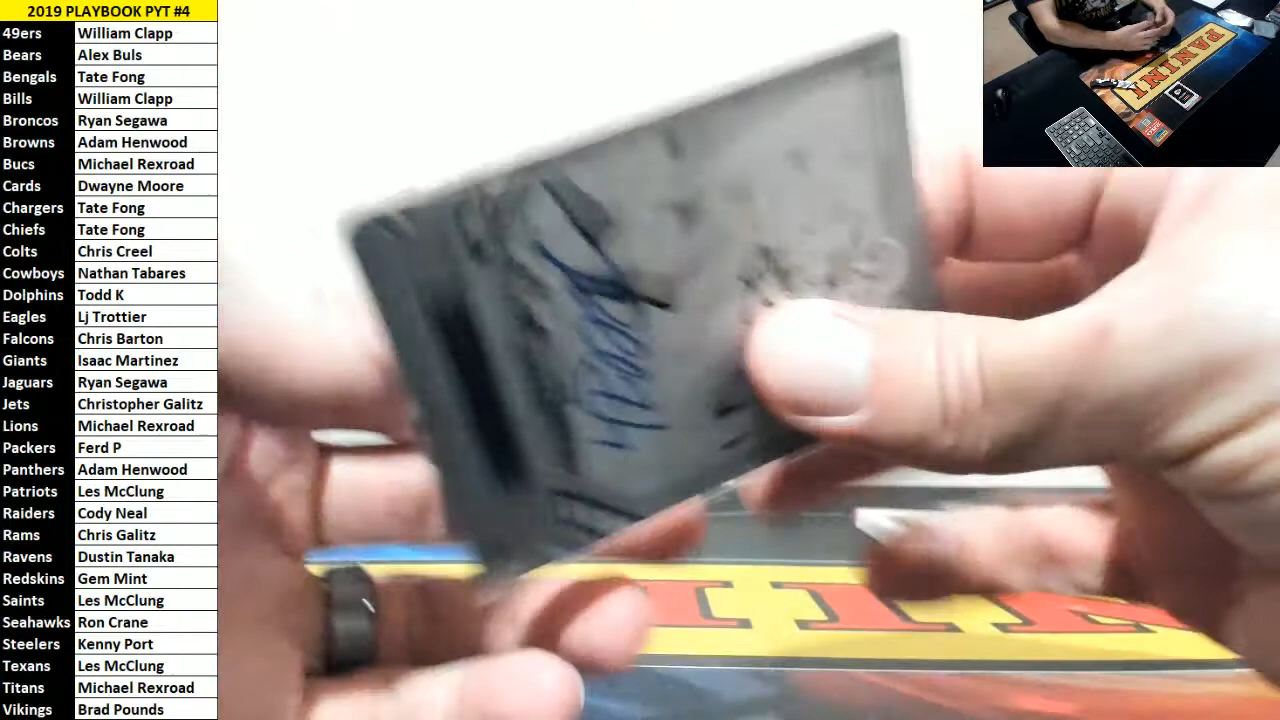 2019 PLAYBOOK PYT #4
49ers William Clapp
Bears Alex Buls
Bengals Tate Fong
Bills William Clapp
Broncos Ryan Segawa
Browns Adam Henwood
Bucs Michael Rexroad
Cards Dwayne Moore
Chargers Tate Fong
Chiefs Tate Fong
Colts Chris Creel
Cowboys Nathan Tabares
Dolphins Todd K
Eagles Lj Trottier
Falcons Chris Barton
Giants Isaac Martinez
Jaguars Ryan Segawa
Jets Christopher Galitz
Lions Michael Rexroad
Packers Ferd P
Panthers Adam Henwood
Patriots Les McClung
Raiders Cody Neal
Rams Chris Galitz
Ravens Dustin Tanaka
Redskins Gem Mint
Saints Les McClung
Seahawks Ron Crane
Steelers Kenny Port
Texans Les McClung
Titans Michael Rexroad
Vikings Brad Pounds
PANINI